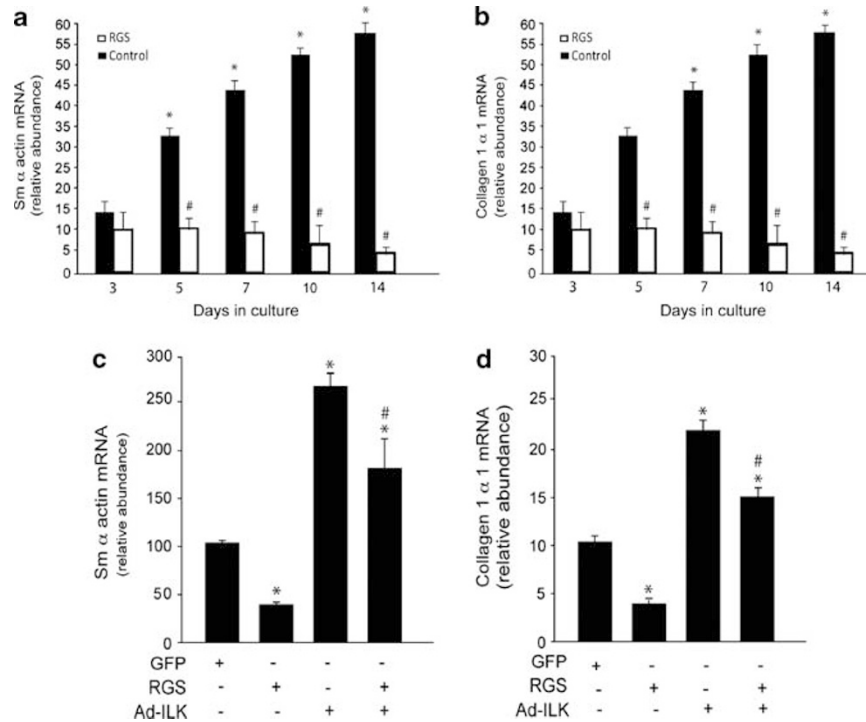 a
Sm α actin mRNA
(relative abundance)
60
55
50
45
40
35
30
25
20
15
10
5
0
RGS
Control
*
*
*
*
#
#
#
#
3 5 7 10 14
Days in culture
b
Collagen 1 α 1 mRNA
(relative abundance)
60
55
50
45
40
35
30
25
20
15
10
5
0
RGS
Control
*
*
*
#
#
#
#
3 5 7 10 14
Days in culture
c
Sm α actin mRNA
(relative abundance)
300
250
200
150
100
50
0
*
*
#
*
GFP + - - -
RGS - + - +
Ad-ILK - - + +
d
Collagen 1 α 1 mRNA
(relative abundance)
30
25
20
15
10
5
0
*
*
#
*
GFP + - - -
RGS - + - +
Ad-ILK - - + +